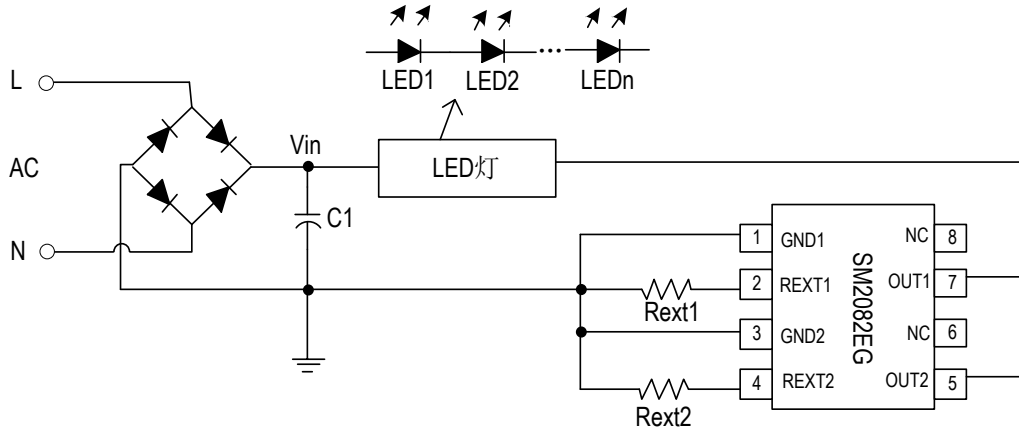 LED1
LED2
...
LEDn
L
AC
N
Vin
C1
LED灯
Rext1
Rext2
1
GND1
2
REXT1
3
GND2
4
REXT2
SM2082EG
NC
8
OUT1
7
NC
6
OUT2
5